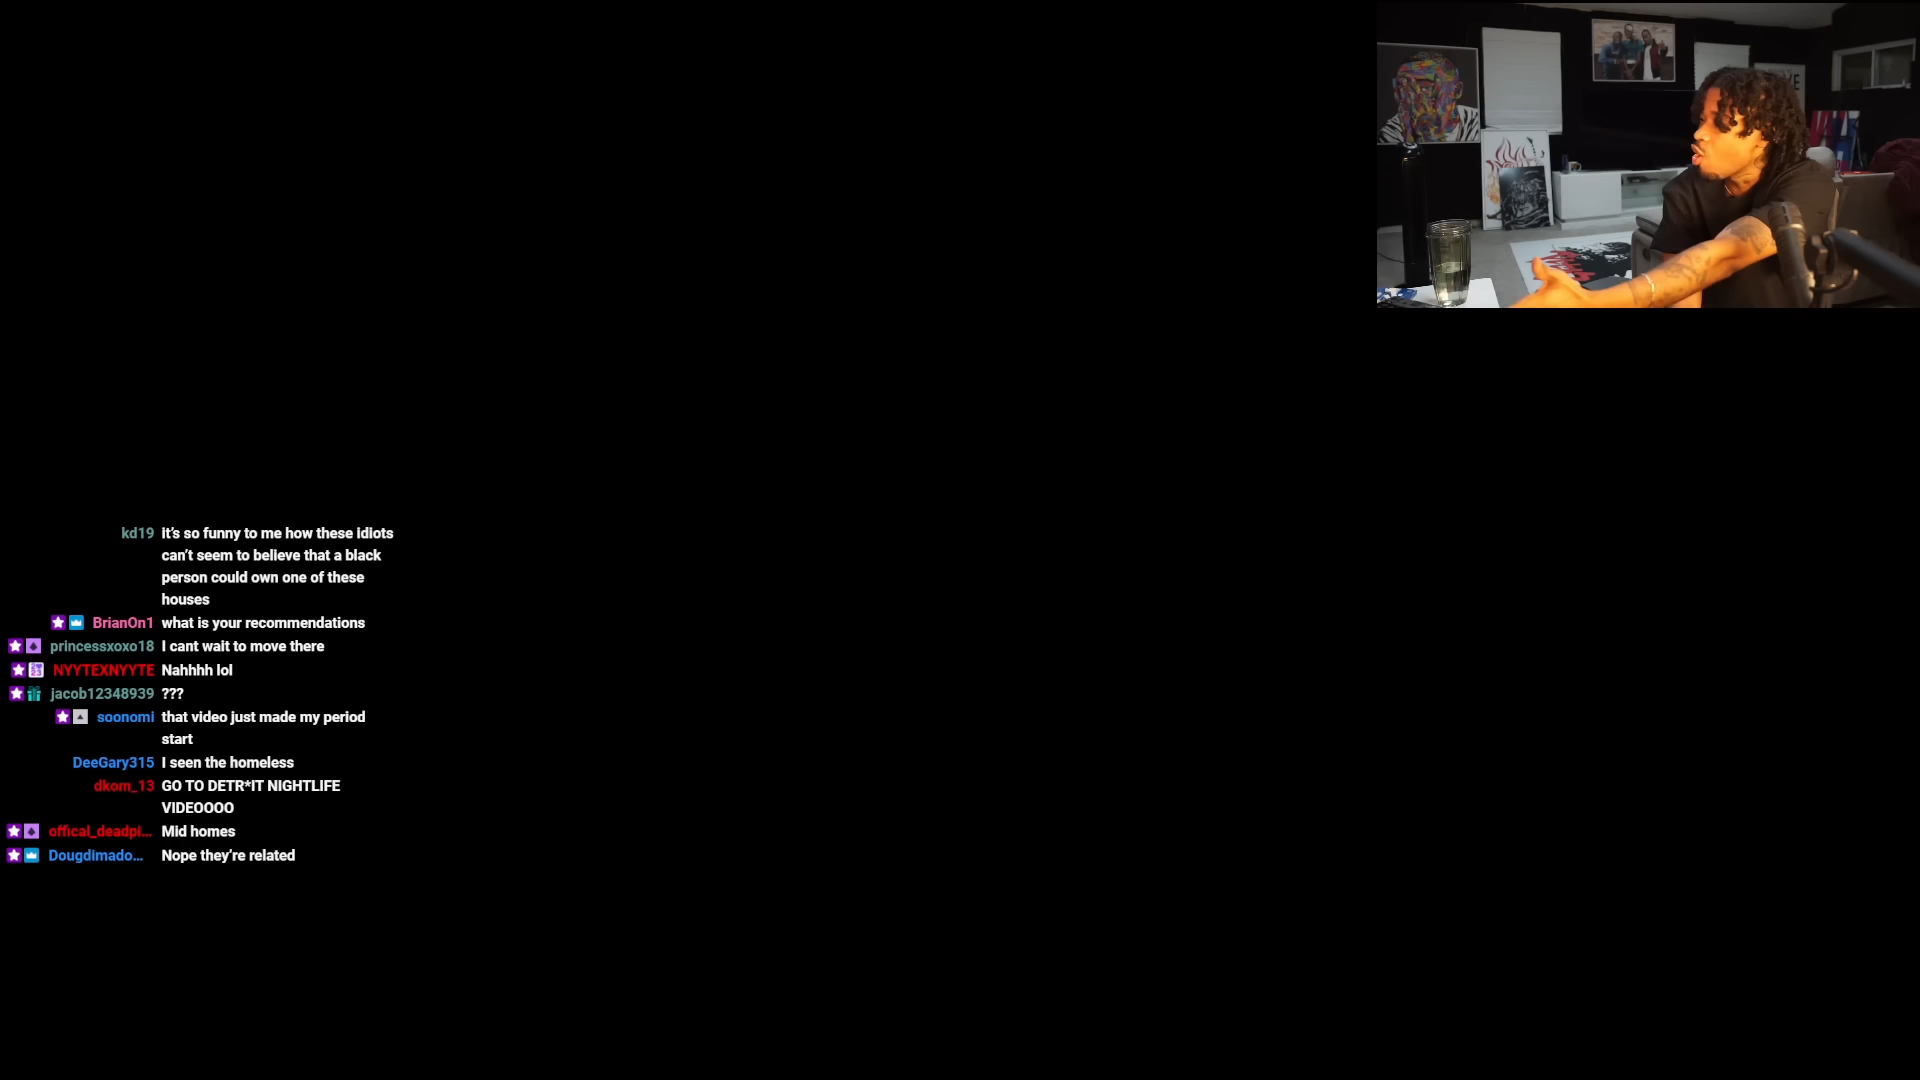 kd19 it's so funny to me how these idiots
can't seem to believe that a black
person could own one of these
houses
BrianOn1 what is your recommendations
princessxoxo18 I cant wait to move there
NYYTEXNYYTE Nahhhh lol
jacob12348939 ???
soonomi that video just made my period
start
DeeGary315 I seen the homeless
dkom_13 GO TO DETR*IT NIGHTLIFE
VIDEOOOO
offical_deadpi... Mid homes
Dougdimado... Nope they're related